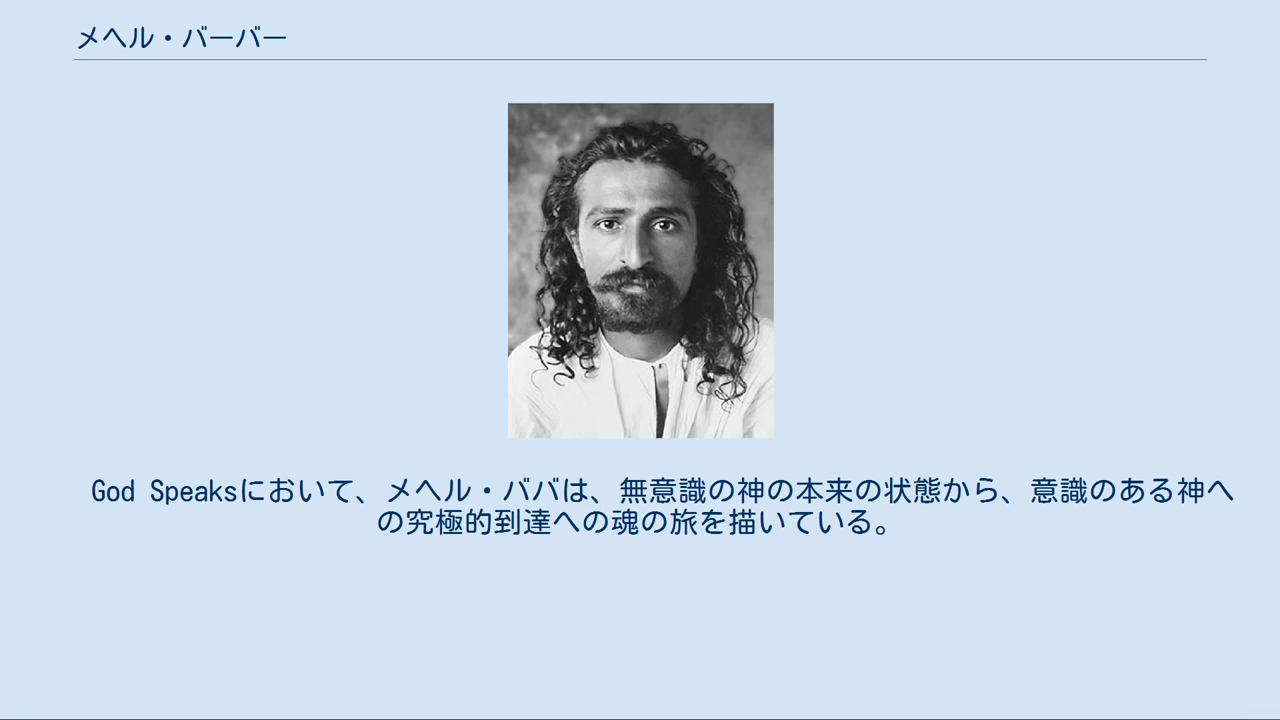 メヘル・バーバー
God Speaksにおいて、メヘル・ババは、無意識の神の本来の状態から、意識のある神へ
の究極的到達への魂の旅を描いている。